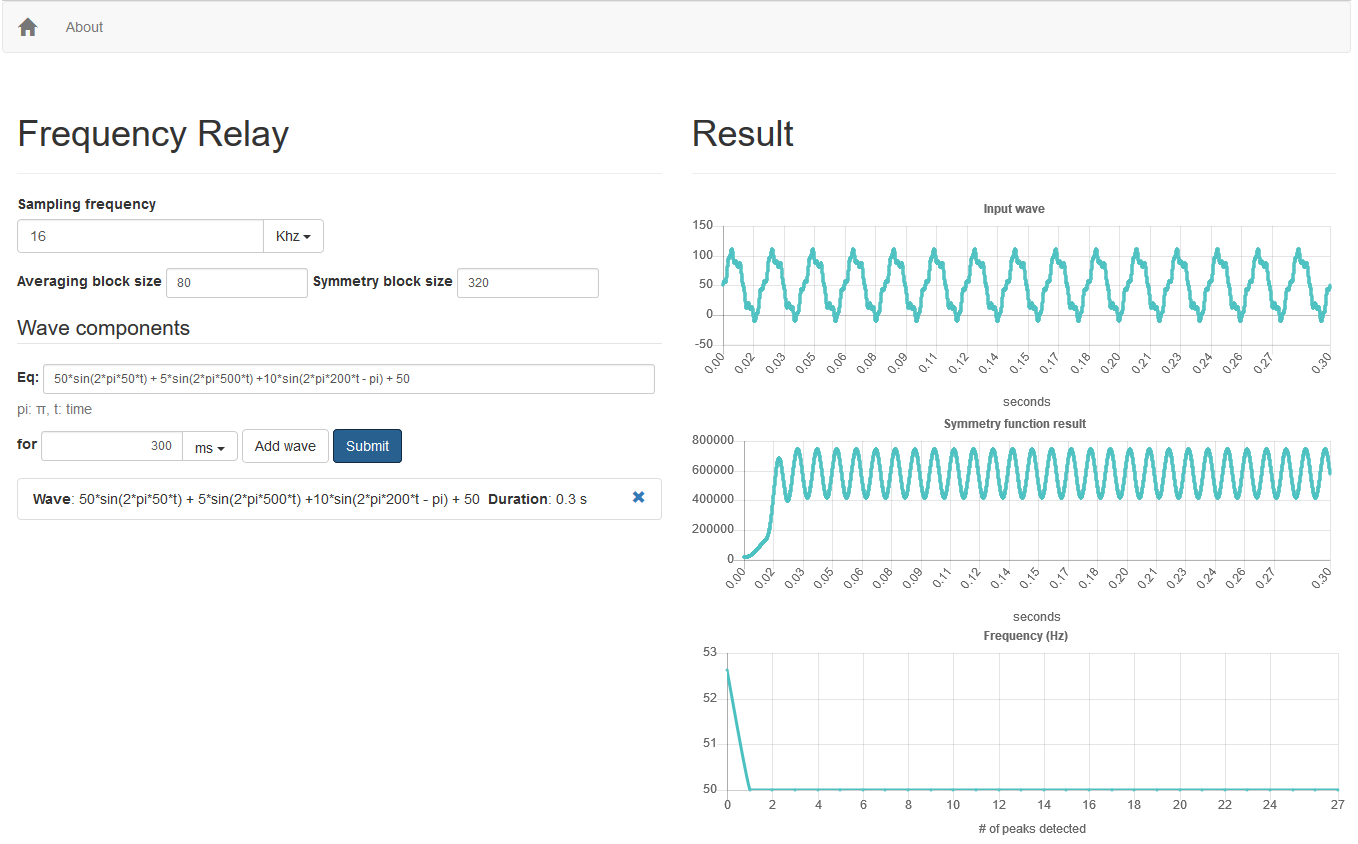 About
Frequency Relay
Sampling frequency
16 Khz
Averaging block size 80 Symmetry block size 320
Wave components
Eq: 50*sin(2*pi*50*t) + 5*sin(2*pi*500*t) +10*sin(2*pi*200*t - pi) + 50
pi: π, t: time
for 300 ms Add wave Submit
Wave: 50*sin(2*pi*50*t) + 5*sin(2*pi*500*t) +10*sin(2*pi*200*t - pi) + 50 Duration: 0.3 s
Result
Input wave
150
100
50
0
-50
0.00 0.02 0.03 0.05 0.06 0.08 0.09 0.11 0.12 0.14 0.15 0.17 0.18 0.20 0.21 0.23 0.24 0.26 0.27 0.30
seconds
Symmetry function result
800000
600000
400000
200000
0
0.00 0.02 0.03 0.05 0.06 0.08 0.09 0.11 0.12 0.14 0.15 0.17 0.18 0.20 0.21 0.23 0.24 0.26 0.27 0.30
seconds
Frequency (Hz)
53
52
51
50
0 2 4 6 8 10 12 14 16 18 20 22 24 27
# of peaks detected